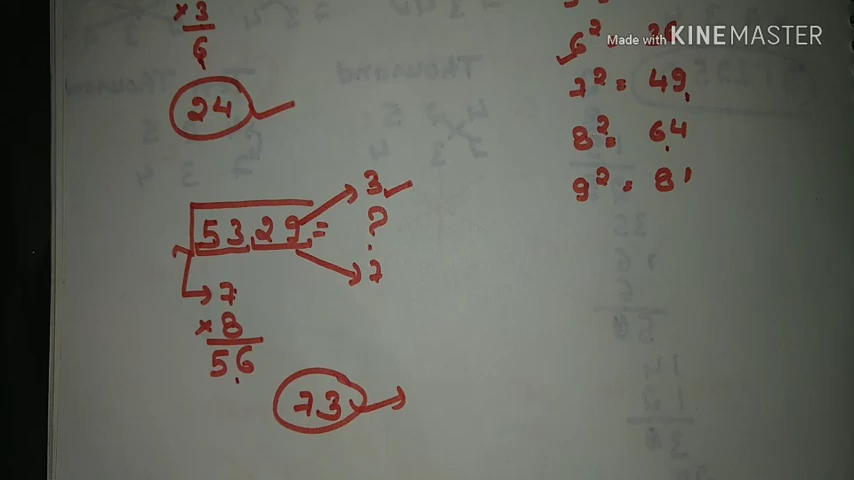 × 3
6
24
6² = 36
Made with KINEMASTER
7² = 49
8² = 64
9² = 81
√5329 =
3
?
7
7
× 8
56
73